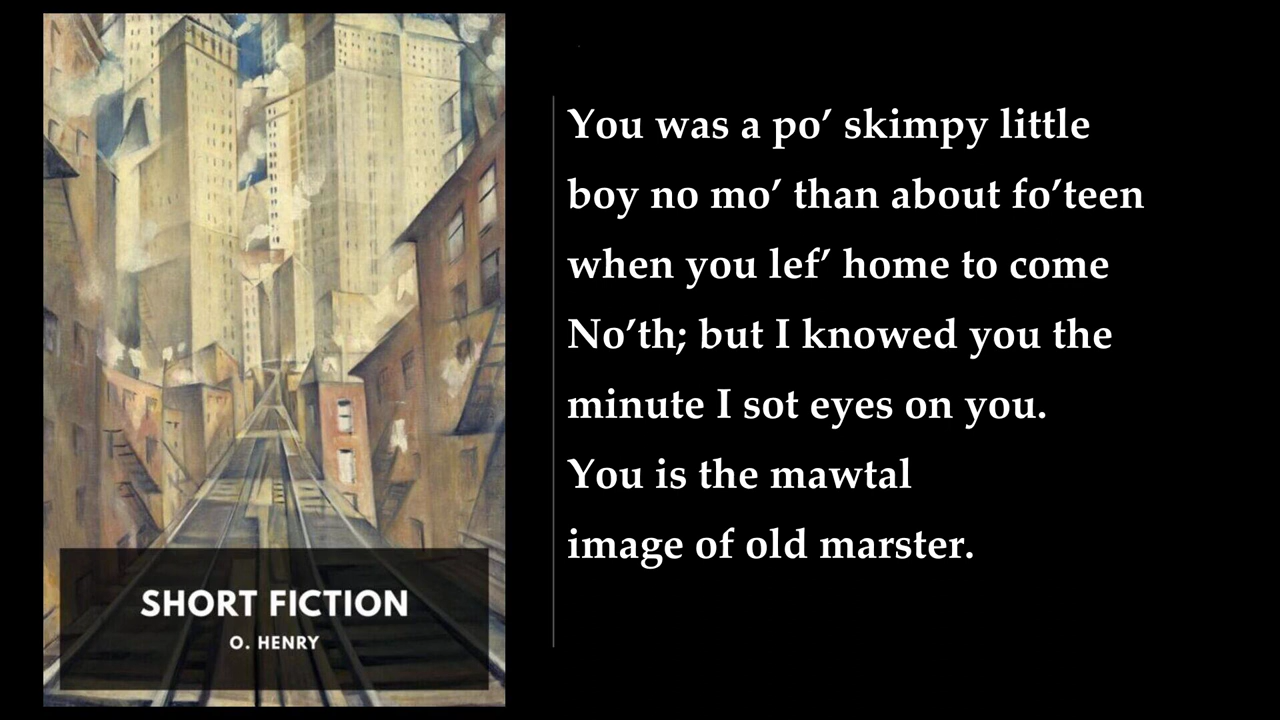 SHORT FICTION
O. HENRY
You was a po’ skimpy little
boy no mo’ than about fo’teen
when you lef’ home to come
No’th; but I knowed you the
minute I sot eyes on you.
You is the mawtal
image of old marster.